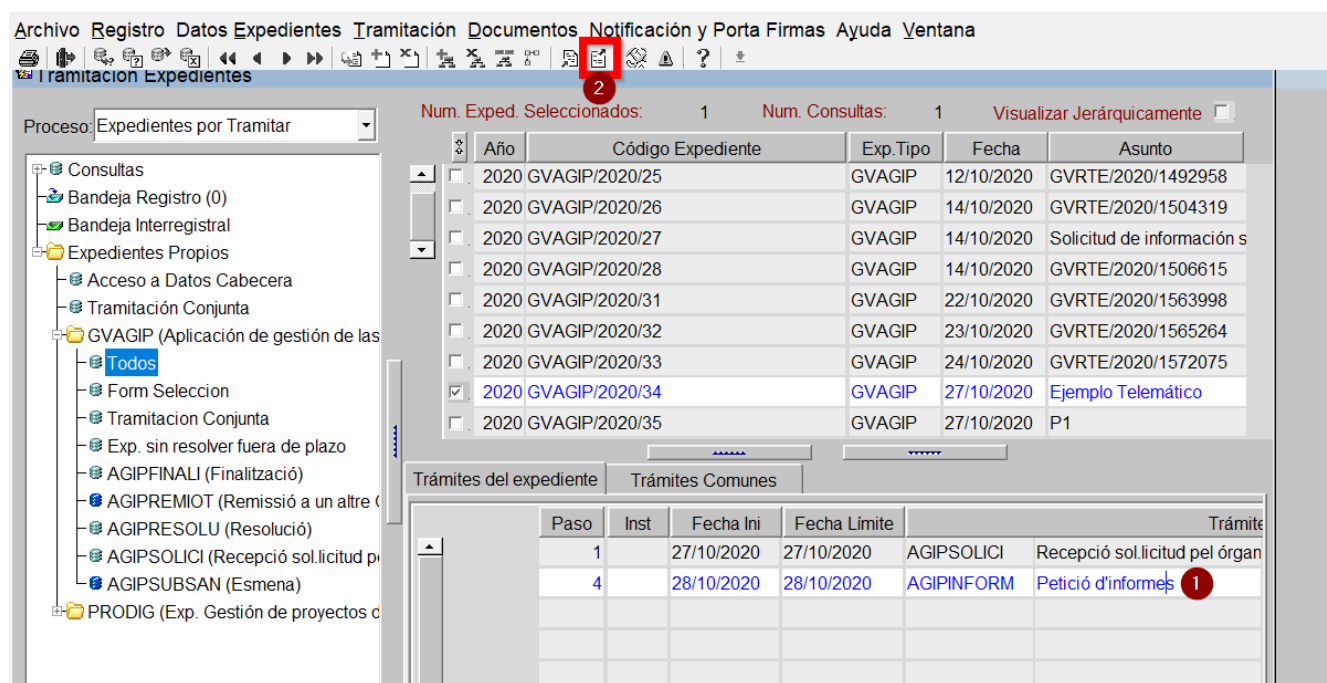 Archivo Registro Datos Expedientes Tramitación Documentos Notificación y Porta Firmas Ayuda Ventana
2
Tramitación Expedientes
Proceso: Expedientes por Tramitar
Consultas
Bandeja Registro (0)
Bandeja Interregistral
Expedientes Propios
Acceso a Datos Cabecera
Tramitación Conjunta
GVAGIP (Aplicación de gestión de las
Todos
Form Seleccion
Tramitacion Conjunta
Exp. sin resolver fuera de plazo
AGIPFINALI (Finalització)
AGIPREMIOT (Remissió a un altre
AGIPRESOLU (Resolució)
AGIPSOLICI (Recepció sol.licitud p
AGIPSUBSAN (Esmena)
PRODIG (Exp. Gestión de proyectos d
Num. Exped. Seleccionados: 1 Num. Consultas: 1 Visualizar Jerárquicamente
Año Código Expediente Exp.Tipo Fecha Asunto
2020 GVAGIP/2020/25 GVAGIP 12/10/2020 GVRTE/2020/1492958
2020 GVAGIP/2020/26 GVAGIP 14/10/2020 GVRTE/2020/1504319
2020 GVAGIP/2020/27 GVAGIP 14/10/2020 Solicitud de información s
2020 GVAGIP/2020/28 GVAGIP 14/10/2020 GVRTE/2020/1506615
2020 GVAGIP/2020/31 GVAGIP 22/10/2020 GVRTE/2020/1563998
2020 GVAGIP/2020/32 GVAGIP 23/10/2020 GVRTE/2020/1565264
2020 GVAGIP/2020/33 GVAGIP 24/10/2020 GVRTE/2020/1572075
2020 GVAGIP/2020/34 GVAGIP 27/10/2020 Ejemplo Telemático
2020 GVAGIP/2020/35 GVAGIP 27/10/2020 P1
Trámites del expediente Trámites Comunes
Paso Inst Fecha Ini Fecha Límite Trámite
1 27/10/2020 27/10/2020 AGIPSOLICI Recepció sol.licitud pel órgan
4 28/10/2020 28/10/2020 AGIPINFORM Petició d'informes 1